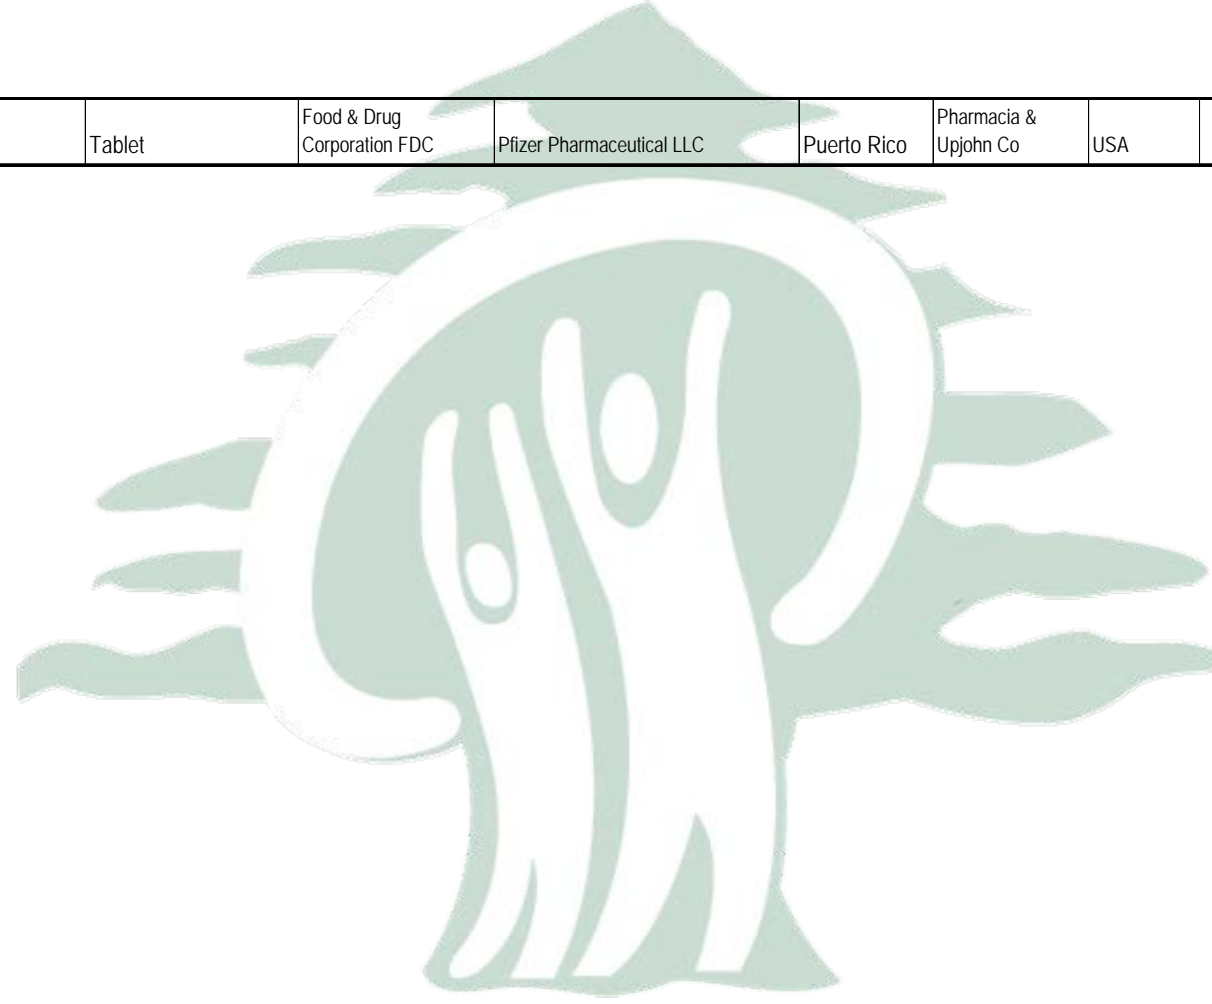 Tablet
Food & Drug
Corporation FDC
Pfizer Pharmaceutical LLC
Puerto Rico
Pharmacia &
Upjohn Co
USA